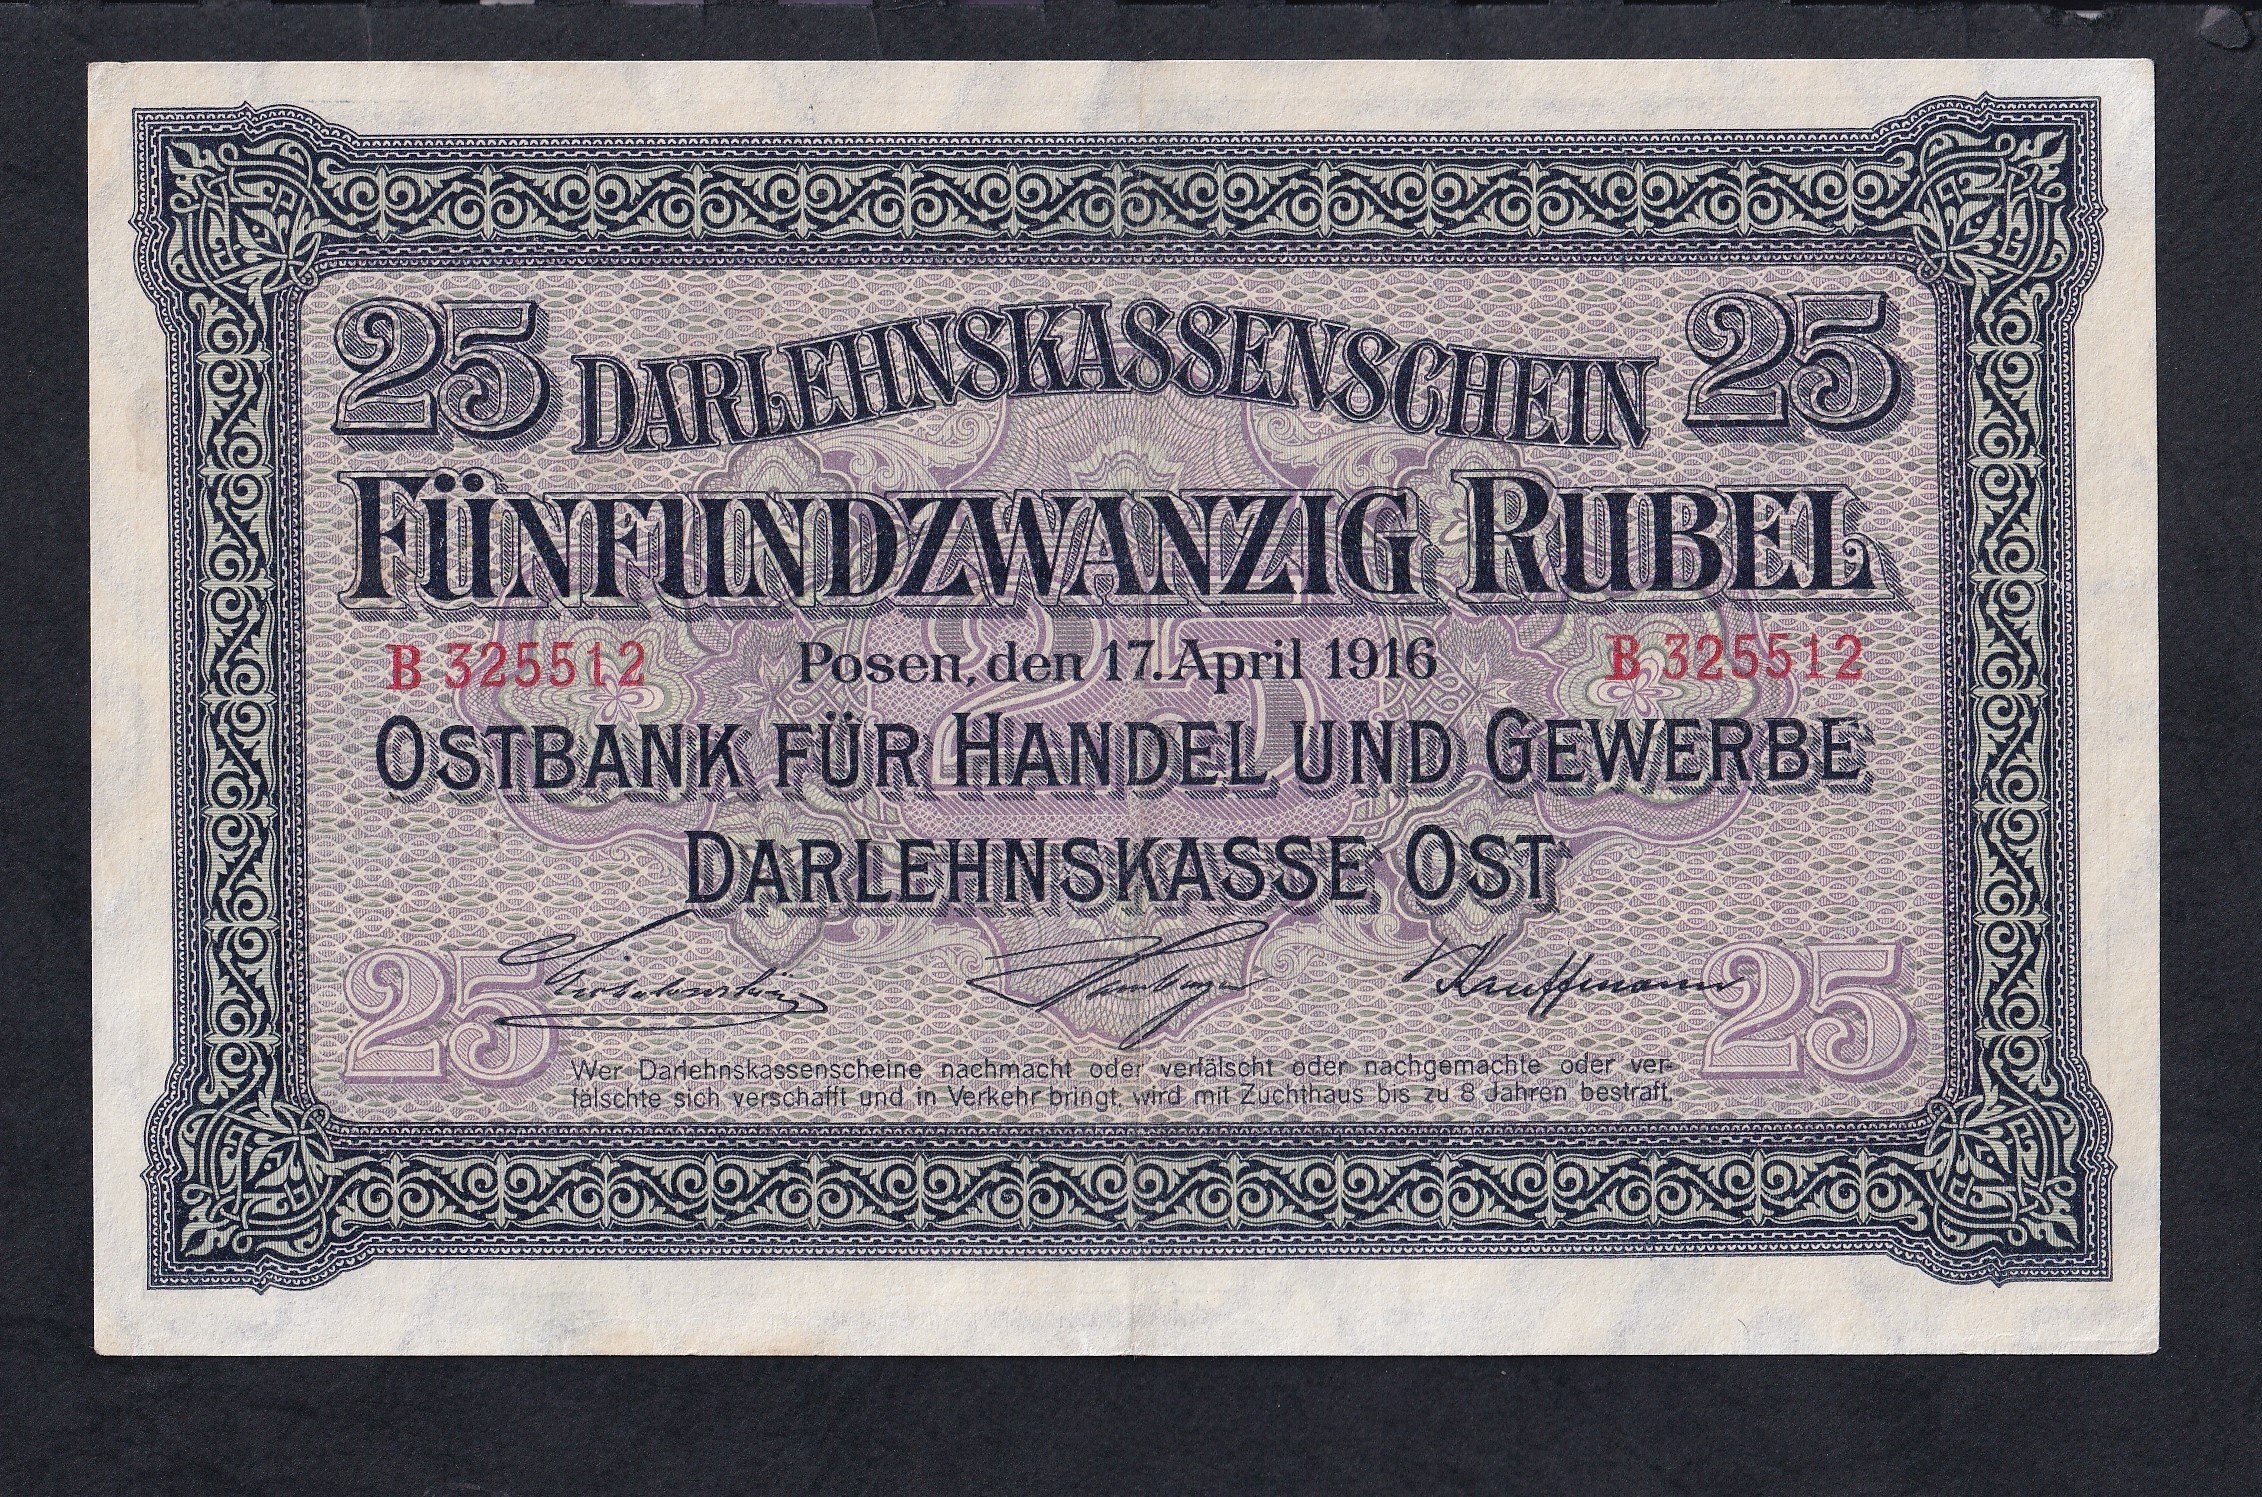 25 DARLEHNSKASSENSCHEIN 25
FÜNFUNDZWANZIG RUBEL
B 325512 Posen, den 17. April 1916 B 325512
25
OSTBANK FÜR HANDEL UND GEWERBE
DARLEHNSKASSE OST
Kauffmann
25 25
Wer Darlehnskassenscheine nachmacht oder verfälscht oder nachgemachte oder ver-
fälschte sich verschafft und in Verkehr bringt, wird mit Zuchthaus bis zu 8 Jahren bestraft.